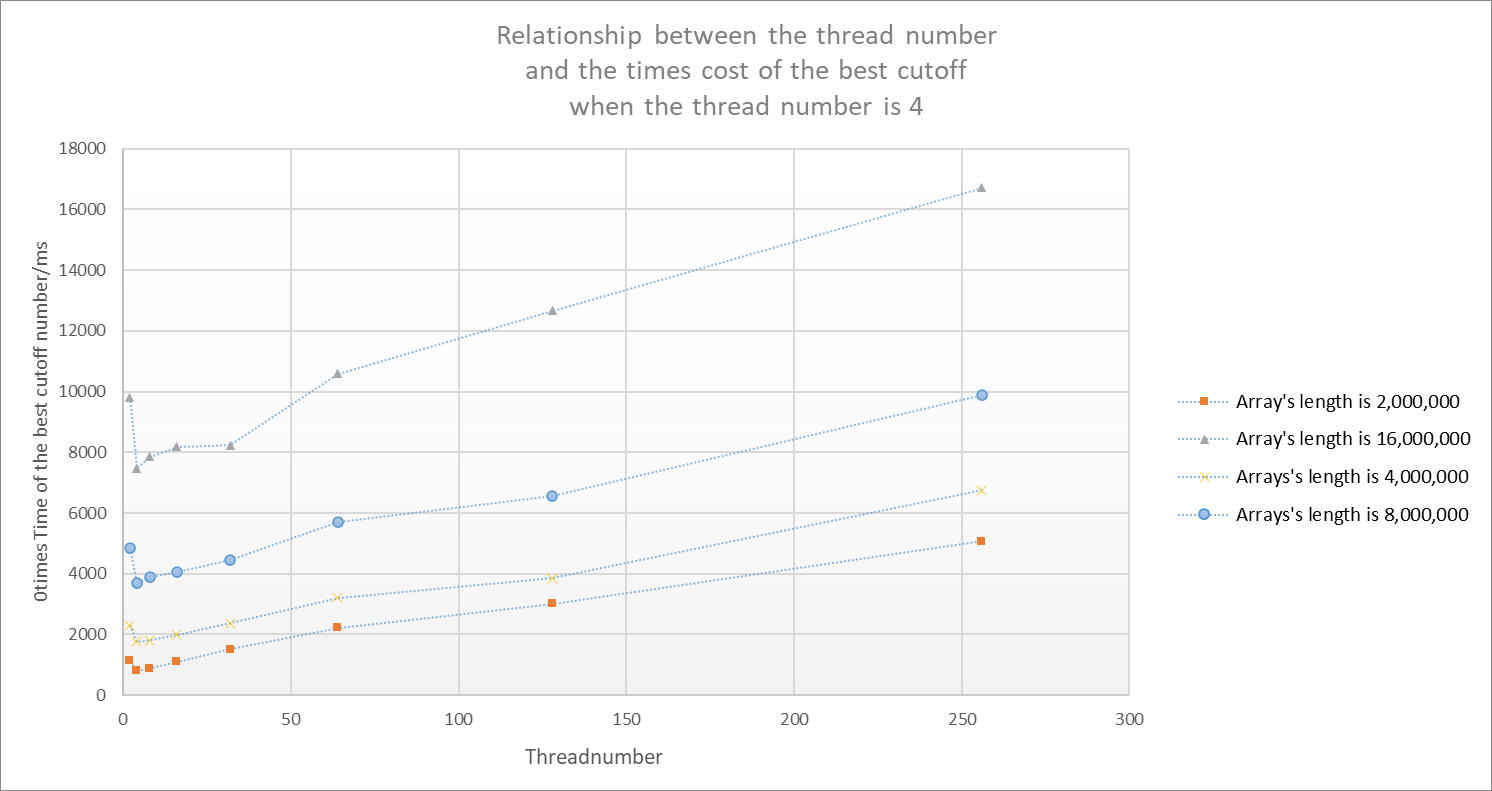 Relationship between the thread number
and the times cost of the best cutoff
when the thread number is 4
18000
16000
14000
12000
10000
8000
6000
4000
2000
0
0 50 100 150 200 250 300
0timesTime of the best cutoff number/ms
Threadnumber
Array's length is 2,000,000
Array's length is 16,000,000
Arrays's length is 4,000,000
Arrays's length is 8,000,000